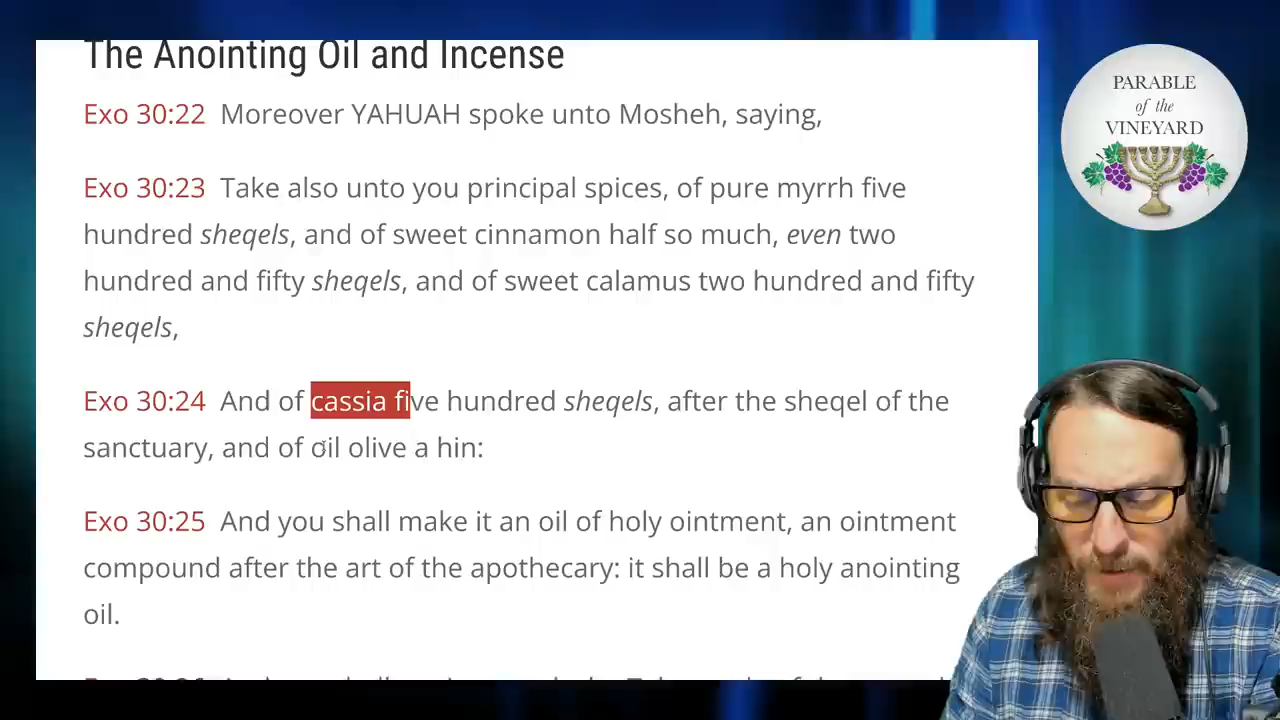 The Anointing Oil and Incense
Exo 30:22 Moreover YAHUAH spoke unto Mosheh, saying,
Exo 30:23 Take also unto you principal spices, of pure myrrh five
hundred sheqels, and of sweet cinnamon half so much, even two
hundred and fifty sheqels, and of sweet calamus two hundred and fifty
sheqels,
Exo 30:24 And of cassia five hundred sheqels, after the sheqel of the
sanctuary, and of oil olive a hin:
Exo 30:25 And you shall make it an oil of holy ointment, an ointment
compound after the art of the apothecary: it shall be a holy anointing
oil.
PARABLE
of the
VINEYARD